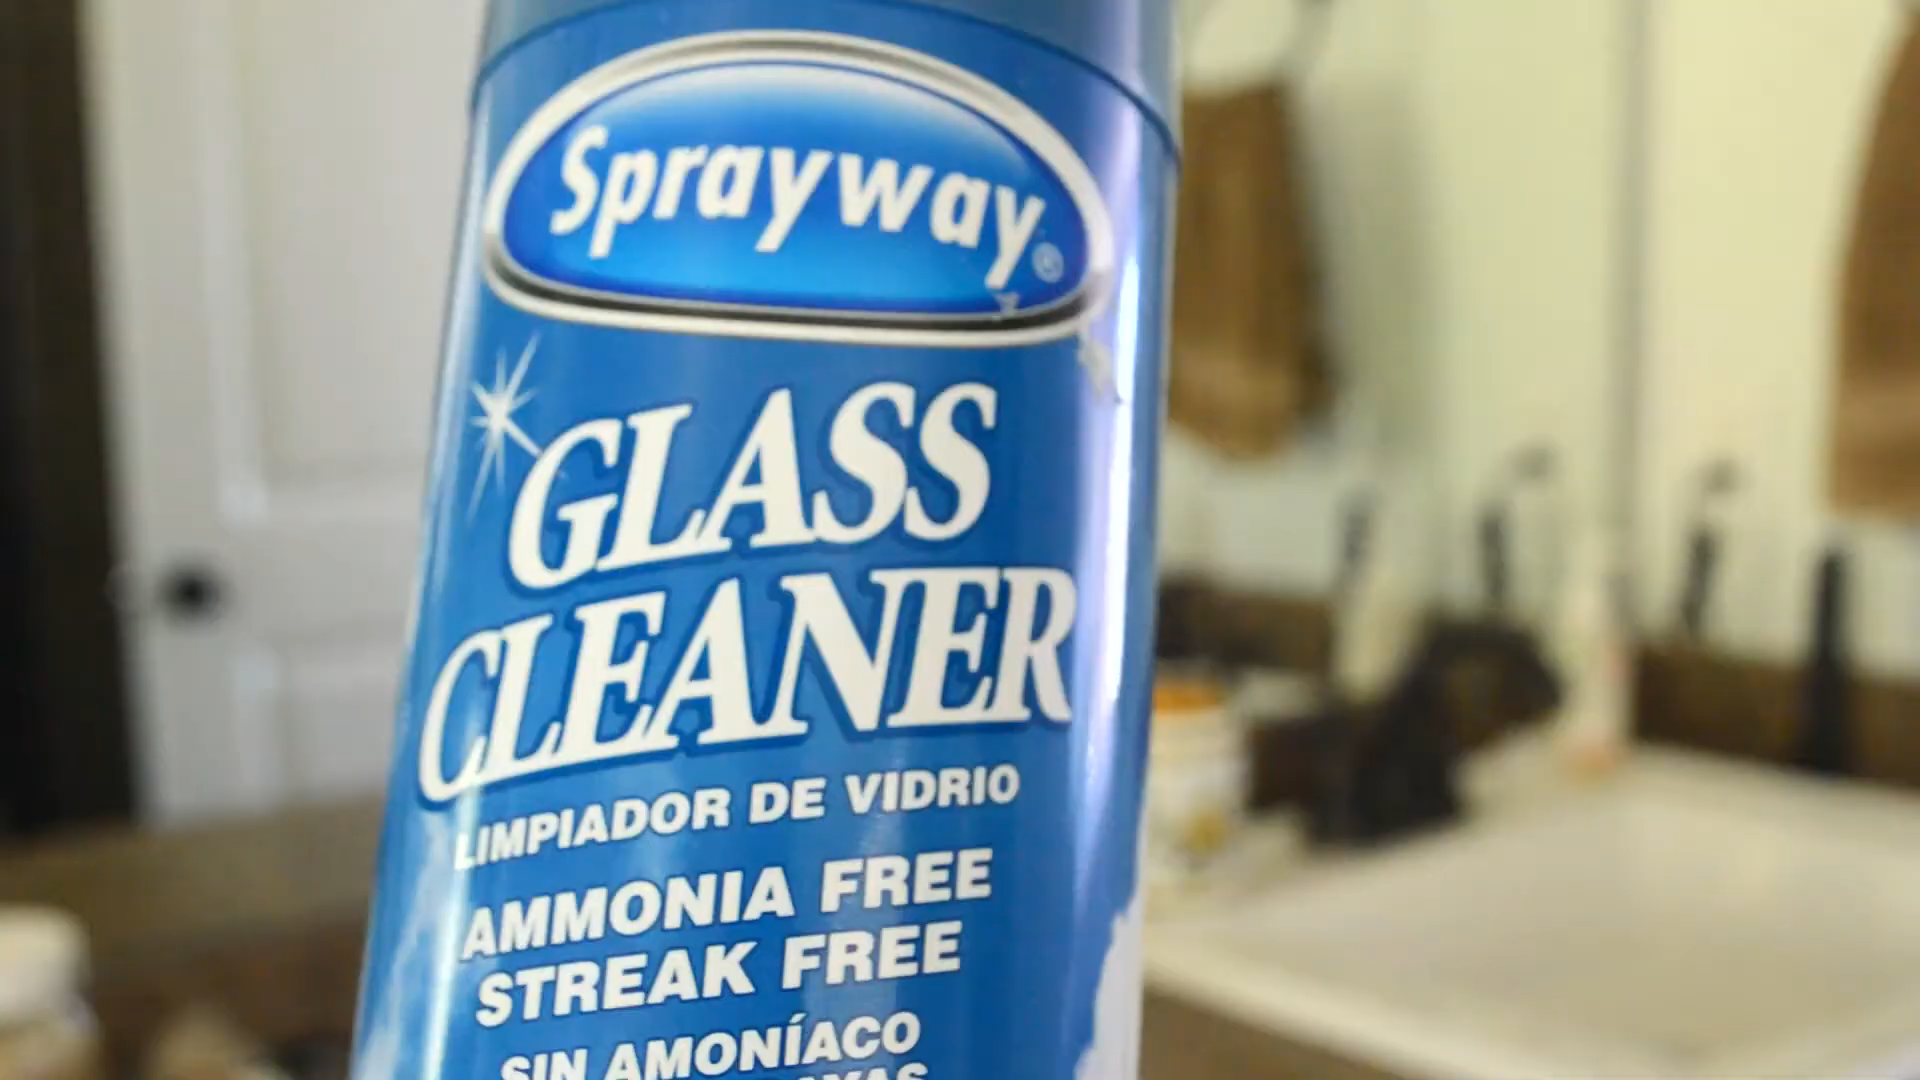 Sprayway®
GLASS
CLEANER
LIMPIADOR DE VIDRIO
AMMONIA FREE
STREAK FREE
SIN AMONÍACO